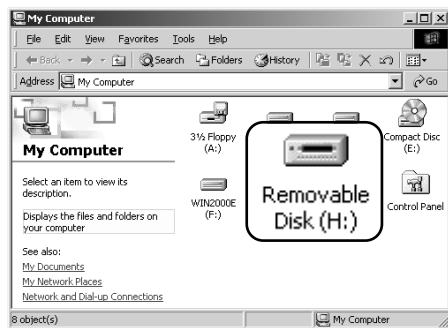 My Computer
File Edit View Favorites Tools Help
Back Search Folders History
Address My Computer Go
My Computer
Select an item to view its
description.
Displays the files and folders on
your computer
See also:
My Documents
My Network Places
Network and Dial-up Connections
3½ Floppy
(A:)
Compact Disc
(E:)
WIN2000E
(F:)
Removable
Disk (H:)
Control Panel
8 object(s) My Computer